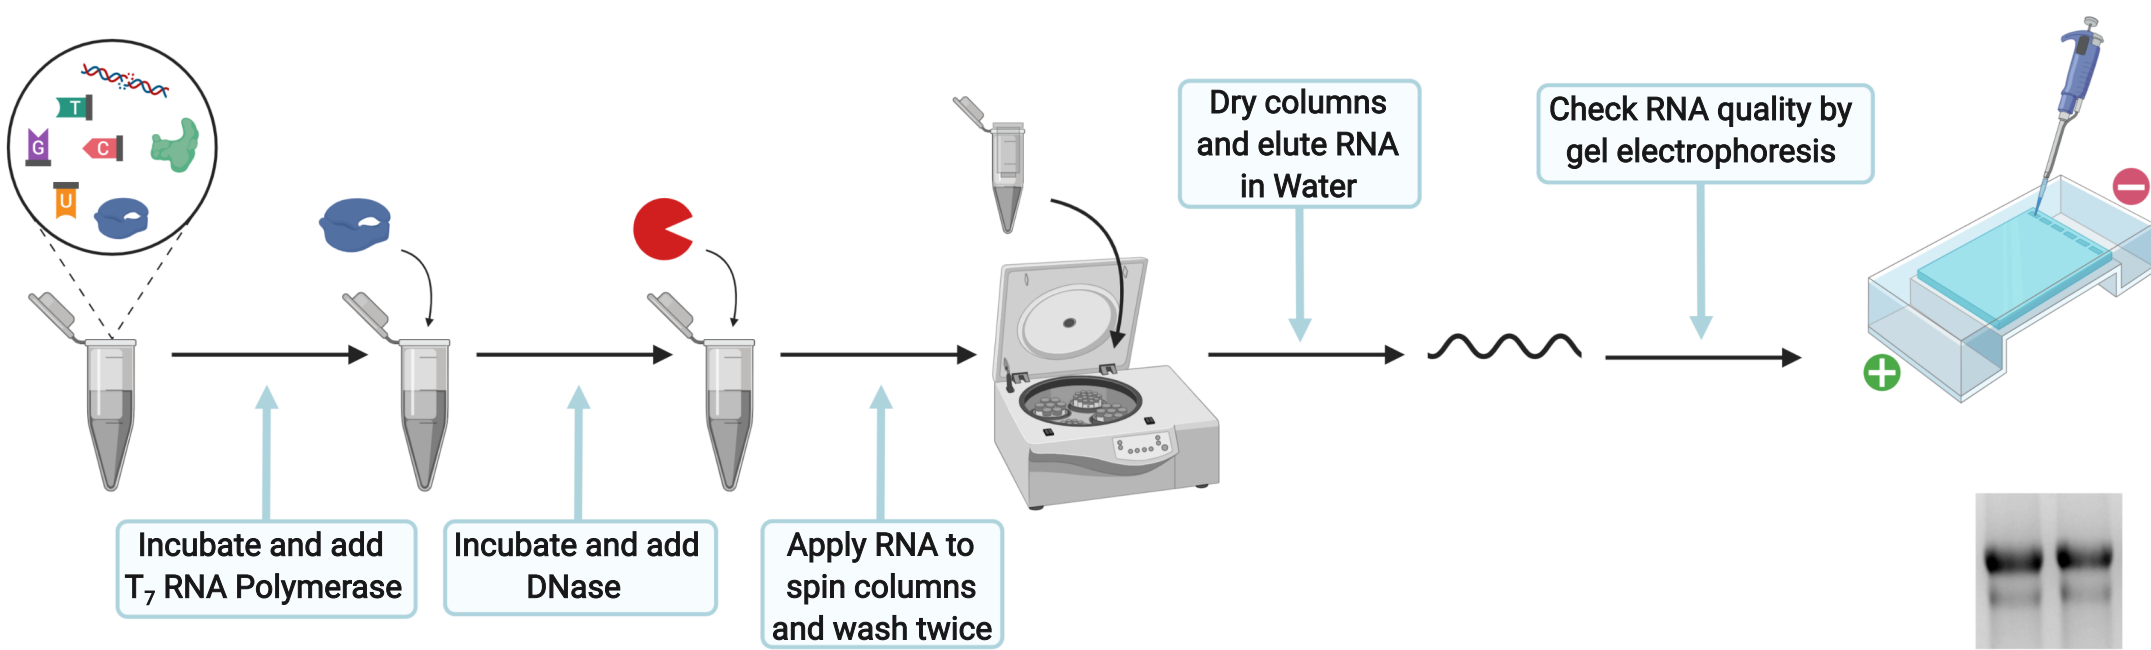 T
G
C
U
Incubate and add
T₇ RNA Polymerase
Incubate and add
DNase
Apply RNA to
spin columns
and wash twice
Dry columns
and elute RNA
in Water
Check RNA quality by
gel electrophoresis
−
+